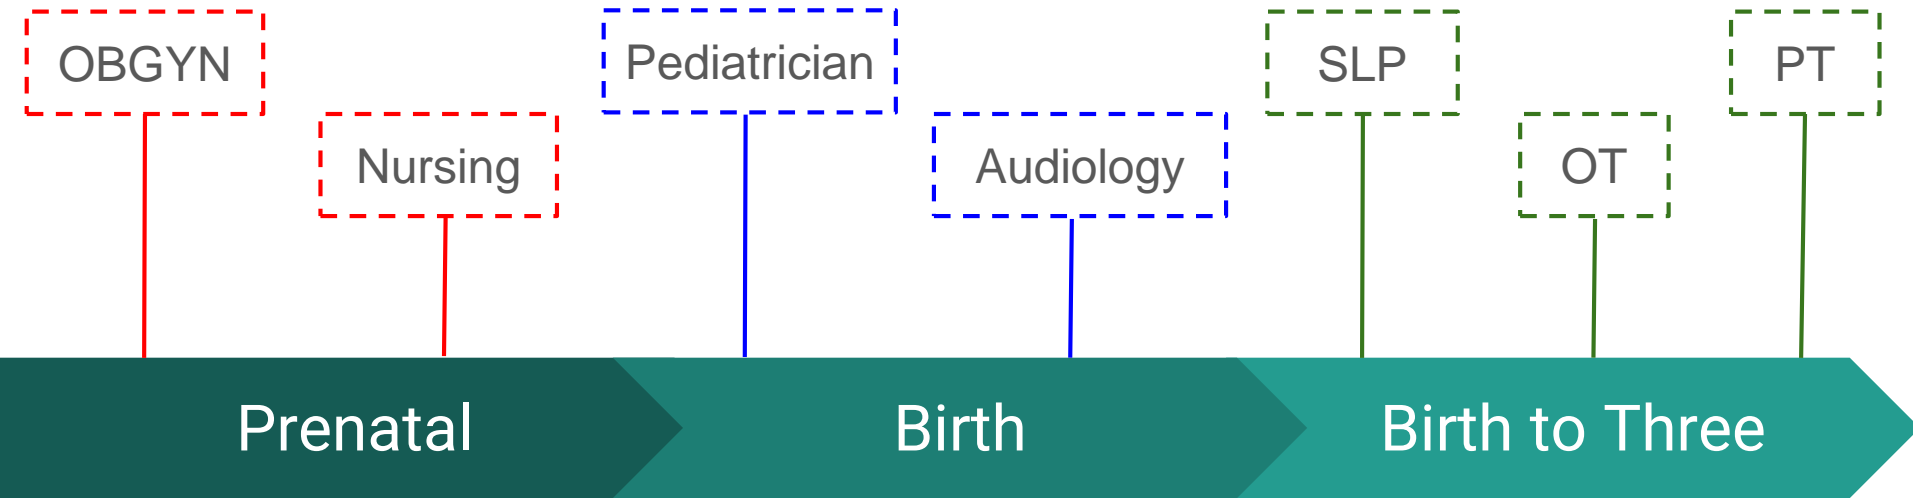 OBGYN
Nursing
Pediatrician
Audiology
SLP
OT
PT
Prenatal
Birth
Birth to Three